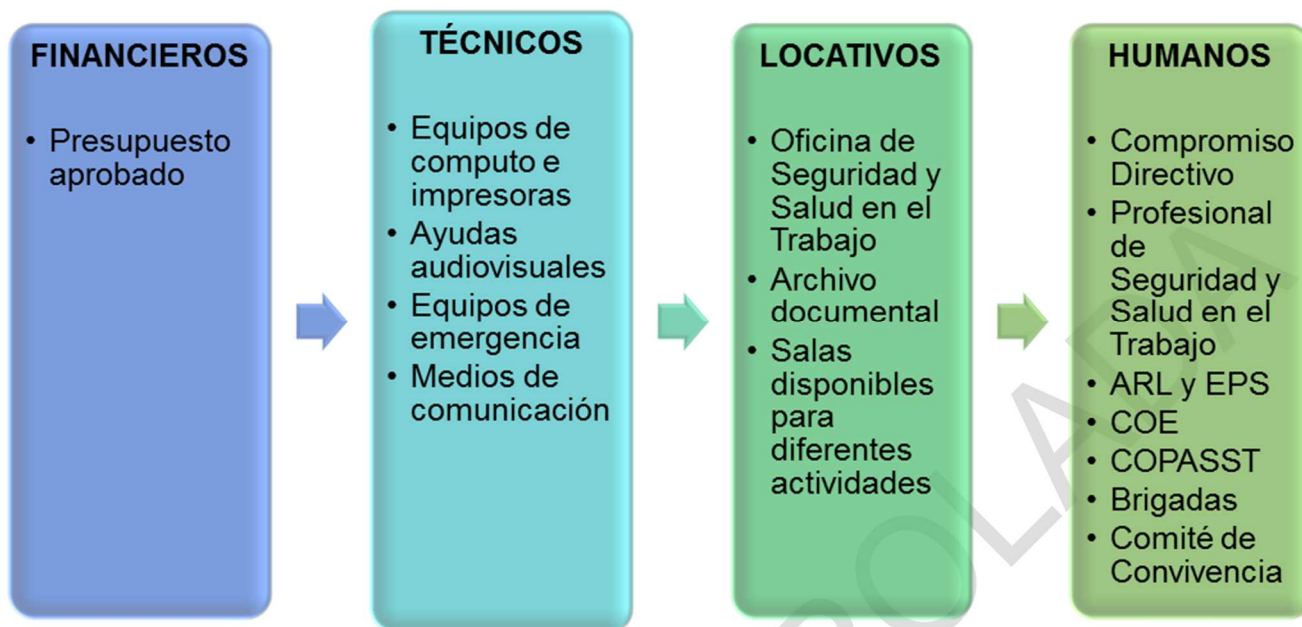 FINANCIEROS
• Presupuesto
aprobado
TÉCNICOS
• Equipos de
computo e
impresoras
• Ayudas
audiovisuales
• Equipos de
emergencia
• Medios de
comunicación
LOCATIVOS
• Oficina de
Seguridad y
Salud en el
Trabajo
• Archivo
documental
• Salas
disponibles
para
diferentes
actividades
HUMANOS
• Compromiso
Directivo
• Profesional
de
Seguridad y
Salud en el
Trabajo
• ARL y EPS
• COE
• COPASST
• Brigadas
• Comité de
Convivencia
OLADA